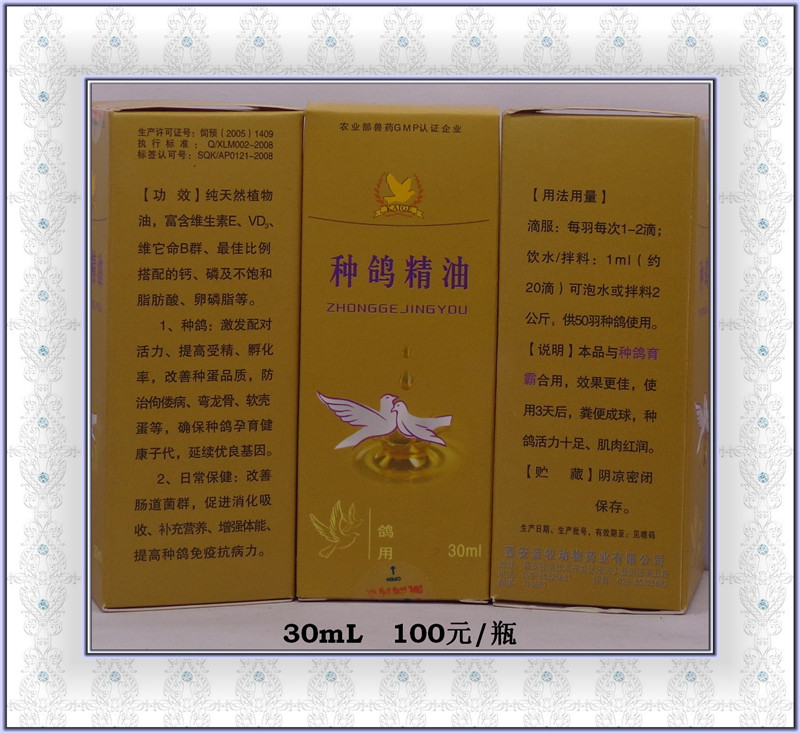 生产许可证号：饲预（2005）1409
执行标准：Q/XLM002-2008
标签认可号：SQK/AP0121-2008
【功 效】纯天然植物
油，富含维生素E、VD₃、
维它命B群、最佳比例
搭配的钙、磷及不饱和
脂肪酸、卵磷脂等。
1、种鸽：激发配对
活力、提高受精、孵化
率，改善种蛋品质，防
治佝偻病、弯龙骨、软壳
蛋等，确保种鸽孕育健
康子代，延续优良基因。
2、日常保健：改善
肠道菌群，促进消化吸
收、补充营养、增强体能、
提高种鸽免疫抗病力。
农业部兽药GMP认证企业
种鸽精油
ZHONGGEJINGYOU
鸽用
30ml
【用法用量】
滴服：每羽每次1-2滴；
饮水/拌料：1ml（约
20滴）可泡水或拌料2
公斤，供50羽种鸽使用。
【说明】本品与种鸽育
霸合用，效果更佳，使
用3天后，粪便成球，种
鸽活力十足、肌肉红润。
【贮 藏】阴凉密闭
保存。
生产日期、生产批号，有效期至：见喷码
30mL 100元/瓶